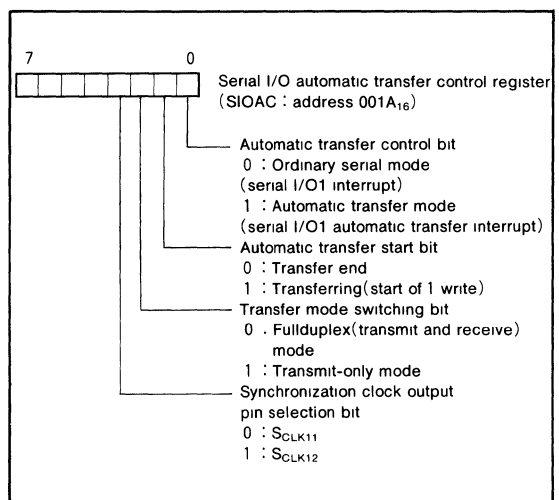 7 0
Serial I/O automatic transfer control register
(SIOAC : address 001A₁₆)
Automatic transfer control bit
0 : Ordinary serial mode
(serial I/O1 interrupt)
1 : Automatic transfer mode
(serial I/O1 automatic transfer interrupt)
Automatic transfer start bit
0 : Transfer end
1 : Transferring(start of 1 write)
Transfer mode switching bit
0 . Fullduplex(transmit and receive)
mode
1 : Transmit-only mode
Synchronization clock output
pin selection bit
0 : S_CLK11
1 : S_CLK12